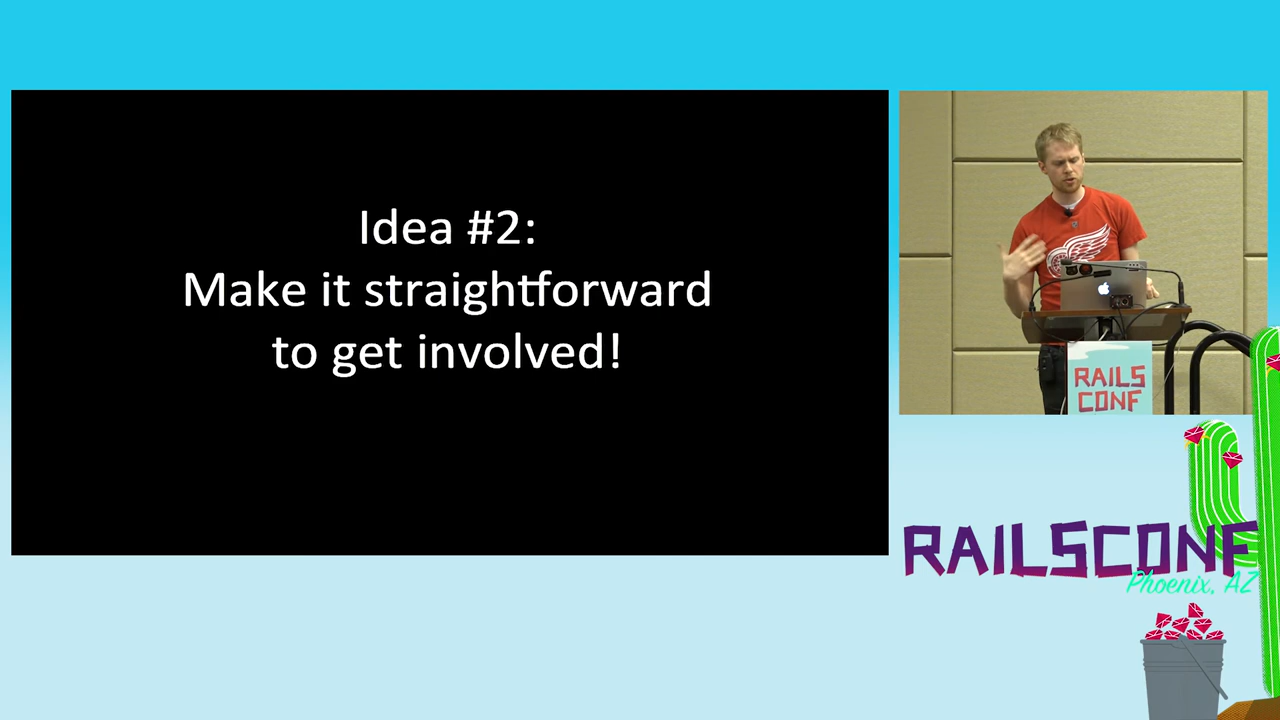 Idea #2:
Make it straightforward
to get involved!
RAILS
CONF
RAILSCONF
Phoenix, AZ